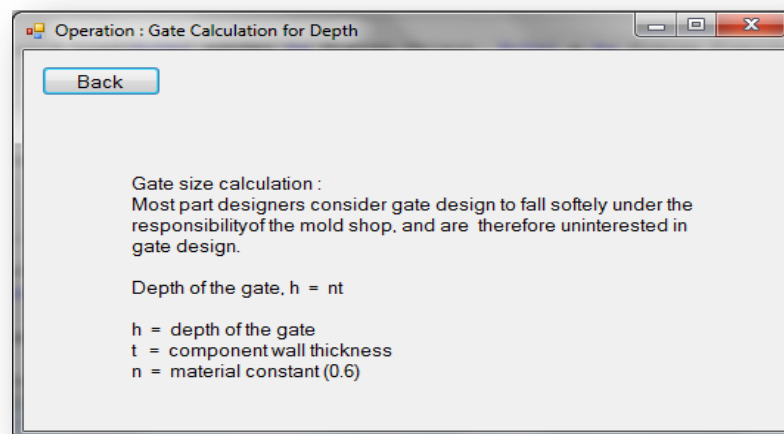 Operation : Gate Calculation for Depth
Back
Gate size calculation :
Most part designers consider gate design to fall softely under the
responsibilityof the mold shop, and are therefore uninterested in
gate design.
Depth of the gate, h = nt
h = depth of the gate
t = component wall thickness
n = material constant (0.6)